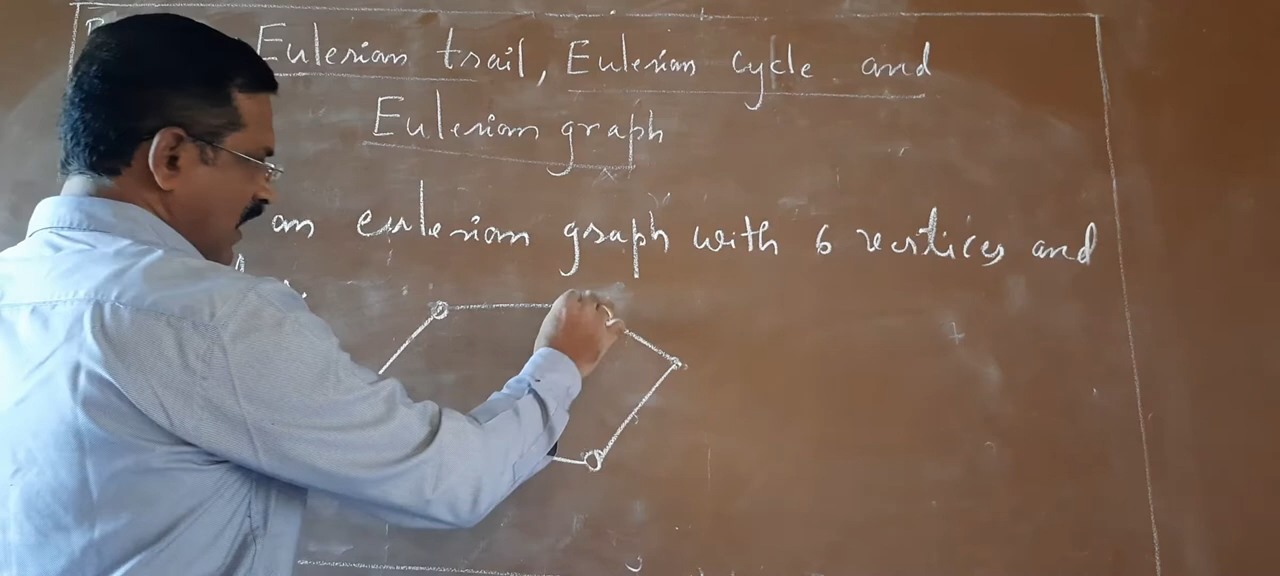 Eulerian trail, Eulerian cycle and
Eulerian graph
an eulerian graph with 6 vertices and